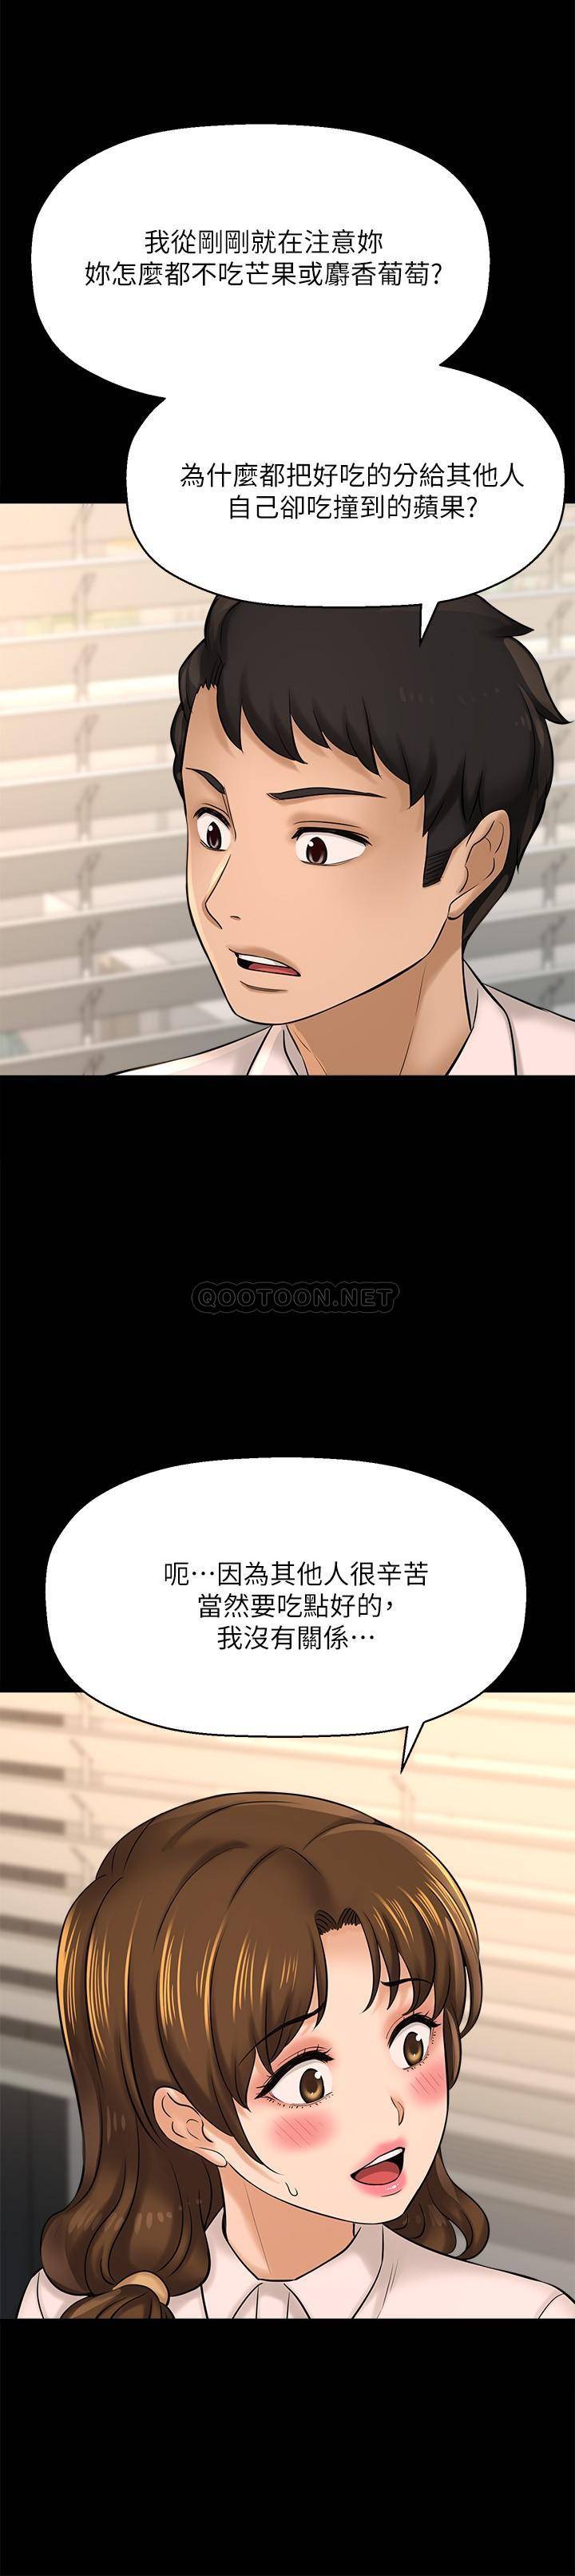 我從剛剛就在注意妳
妳怎麼都不吃芒果或麝香葡萄?
為什麼都把好吃的分給其他人
自己卻吃撞到的蘋果?
QOOTOON.NET
呃…因為其他人很辛苦
當然要吃點好的，
我沒有關係…